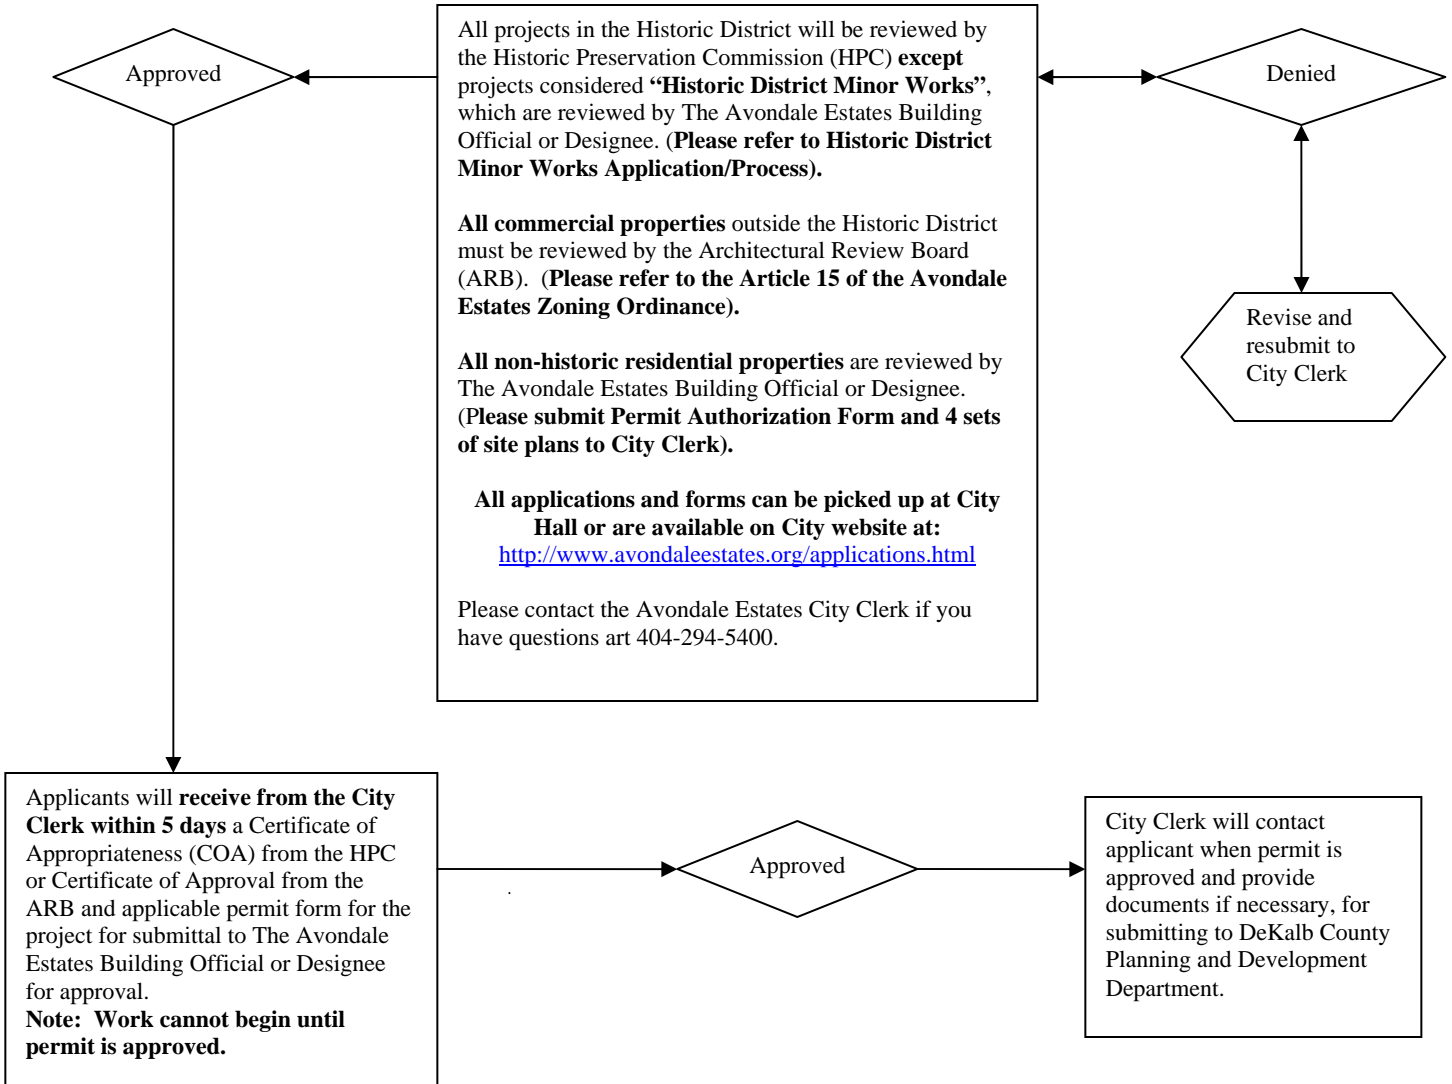 Approved
All projects in the Historic District will be reviewed by
the Historic Preservation Commission (HPC) except
projects considered “Historic District Minor Works”,
which are reviewed by The Avondale Estates Building
Official or Designee. (Please refer to Historic District
Minor Works Application/Process).
All commercial properties outside the Historic District
must be reviewed by the Architectural Review Board
(ARB).  (Please refer to the Article 15 of the Avondale
Estates Zoning Ordinance).
All non-historic residential properties are reviewed by
The Avondale Estates Building Official or Designee.
(Please submit Permit Authorization Form and 4 sets
of site plans to City Clerk).
All applications and forms can be picked up at City
Hall or are available on City website at:
http://www.avondaleestates.org/applications.html
Please contact the Avondale Estates City Clerk if you
have questions art 404-294-5400.
Denied
Revise and
resubmit to
City Clerk
Applicants will receive from the City
Clerk within 5 days a Certificate of
Appropriateness (COA) from the HPC
or Certificate of Approval from the
ARB and applicable permit form for the
project for submittal to The Avondale
Estates Building Official or Designee
for approval.
Note:  Work cannot begin until
permit is approved.
.
Approved
City Clerk will contact
applicant when permit is
approved and provide
documents if necessary, for
submitting to DeKalb County
Planning and Development
Department.